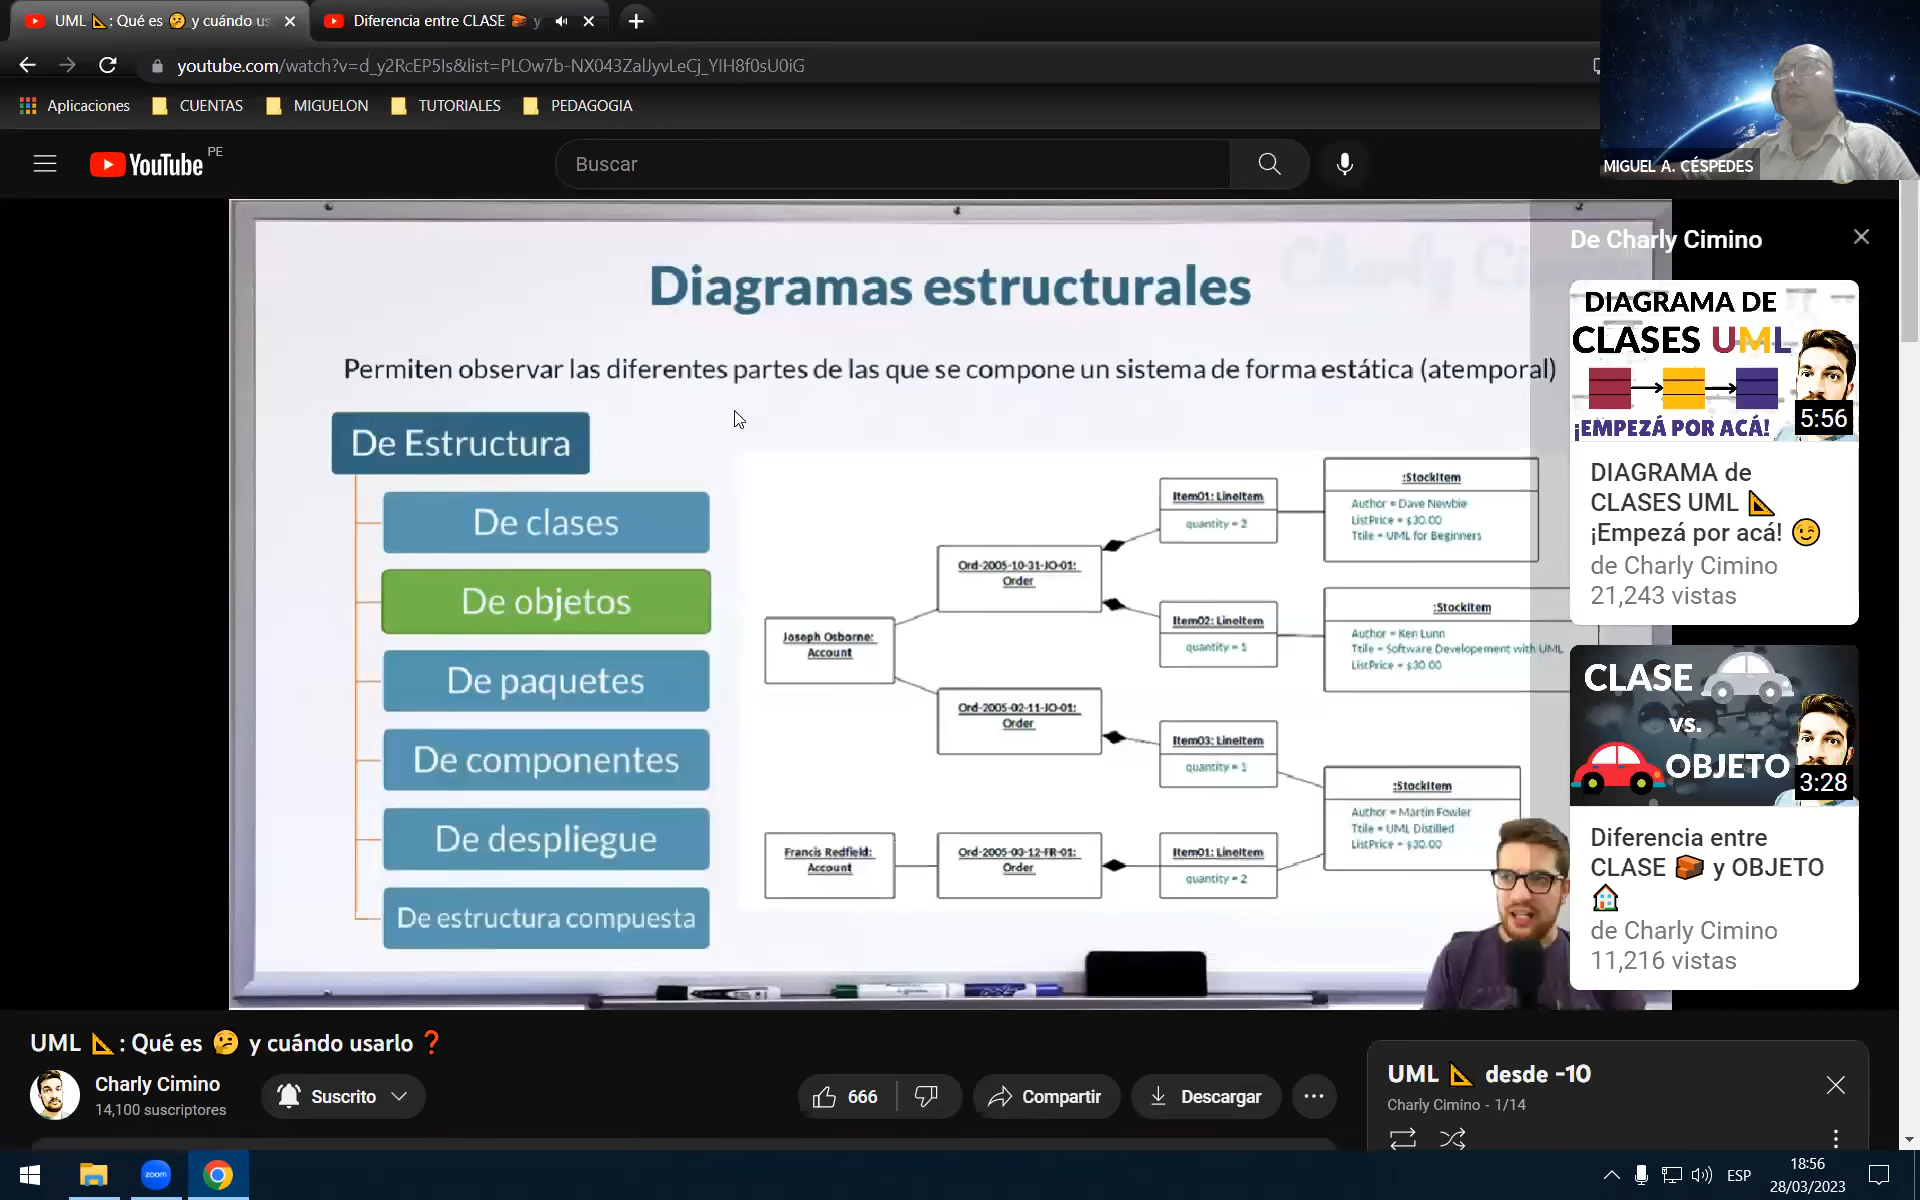 UML 📐: Qué es 🤔 y cuándo us
Diferencia entre CLASE 🧱 y
youtube.com/watch?v=d_y2RcEP5Is&list=PLOw7b-NX043ZalJyvLeCj_YIH8f0sU0iG
Aplicaciones
CUENTAS
MIGUELON
TUTORIALES
PEDAGOGIA
MIGUEL A. CÉSPEDES
YouTube PE
Buscar
Charly Cimino
Diagramas estructurales
Permiten observar las diferentes partes de las que se compone un sistema de forma estática (atemporal)
De Estructura
De clases
De objetos
De paquetes
De componentes
De despliegue
De estructura compuesta
Joseph Osborne:
Account
Francis Redfield:
Account
Ord-2005-10-31-JO-01:
Order
Ord-2005-02-11-JO-01:
Order
Ord-2005-03-12-FR-01:
Order
Item01: LineItem
quantity = 2
Item02: LineItem
quantity = 1
Item03: LineItem
quantity = 1
Item01: LineItem
quantity = 2
:StockItem
Author = Dave Newbie
ListPrice = $30.00
Ttile = UML for Beginners
:StockItem
Author = Ken Lunn
Ttile = Software Developement with UML
ListPrice = $30.00
:StockItem
Author = Martin Fowler
Ttile = UML Distilled
ListPrice = $30.00
De Charly Cimino
DIAGRAMA DE
CLASES UML
¡EMPEZÁ POR ACÁ!
5:56
DIAGRAMA de
CLASES UML 📐
¡Empezá por acá! 😉
de Charly Cimino
21,243 vistas
CLASE
vs.
OBJETO
3:28
Diferencia entre
CLASE 🧱 y OBJETO
🏠
de Charly Cimino
11,216 vistas
UML 📐: Qué es 🤔 y cuándo usarlo ❓
Charly Cimino
14,100 suscriptores
Suscrito
666
Compartir
Descargar
UML 📐 desde -10
Charly Cimino - 1/14
zoom
ESP
18:56
28/03/2023